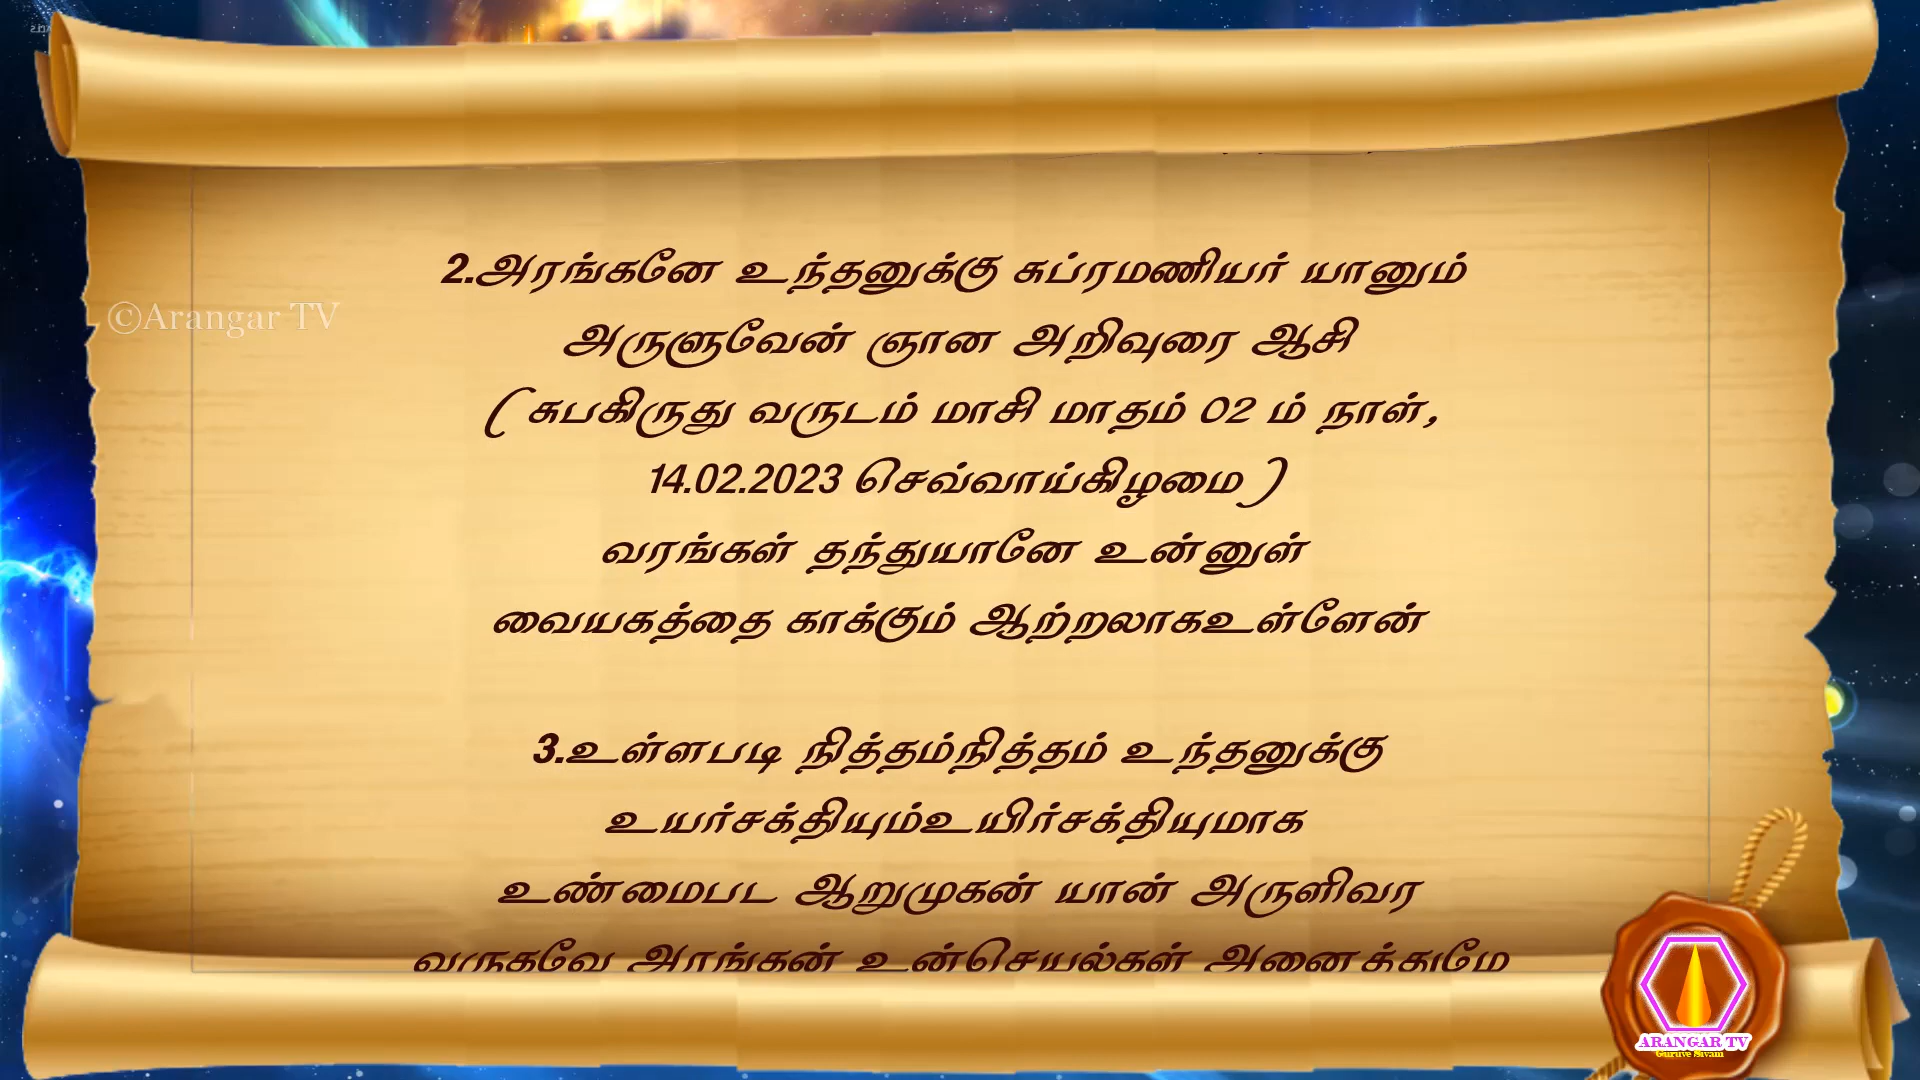 2.அரங்கனே உந்தனுக்கு சுப்ரமணியர் யானும்
©Arangar TV
அருளுவேன் ஞான அறிவுரை ஆசி
( சுபகிருது வருடம் மாசி மாதம் 02 ம் நாள்,
14.02.2023 செவ்வாய்கிழமை )
வரங்கள் தந்துயானே உன்னுள்
வையகத்தை காக்கும் ஆற்றலாகஉள்ளேன்
3.உள்ளபடி நித்தம்நித்தம் உந்தனுக்கு
உயர்சக்தியும்உயிர்சக்தியுமாக
உண்மைபட ஆறுமுகன் யான் அருளிவர
வருகவே அரங்கன் உன்செயல்கள் அனைத்துமே
ARANGAR TV
Guruve Sivam